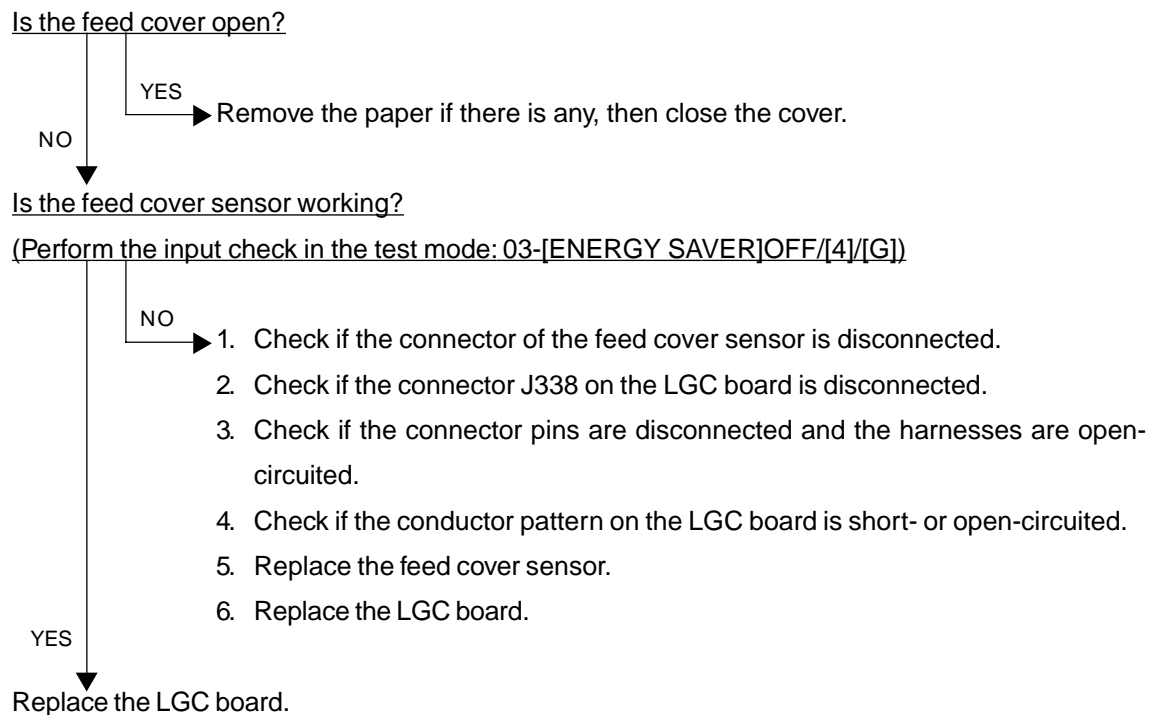 Is the feed cover open?
YES
Remove the paper if there is any, then close the cover.
NO
Is the feed cover sensor working?
(Perform the input check in the test mode: 03-[ENERGY SAVER]OFF/[4]/[G])
NO
1. Check if the connector of the feed cover sensor is disconnected.
2. Check if the connector J338 on the LGC board is disconnected.
3. Check if the connector pins are disconnected and the harnesses are open-
circuited.
4. Check if the conductor pattern on the LGC board is short- or open-circuited.
5. Replace the feed cover sensor.
6. Replace the LGC board.
YES
Replace the LGC board.